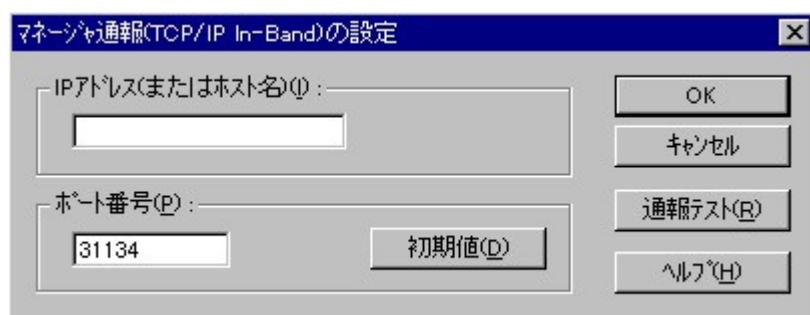 マネージャ通報(TCP/IP In-Band)の設定
IPアドレス(またはホスト名)(I) :
OK
キャンセル
ポート番号(P) :
31134
初期値(D)
通報テスト(R)
ヘルプ(H)